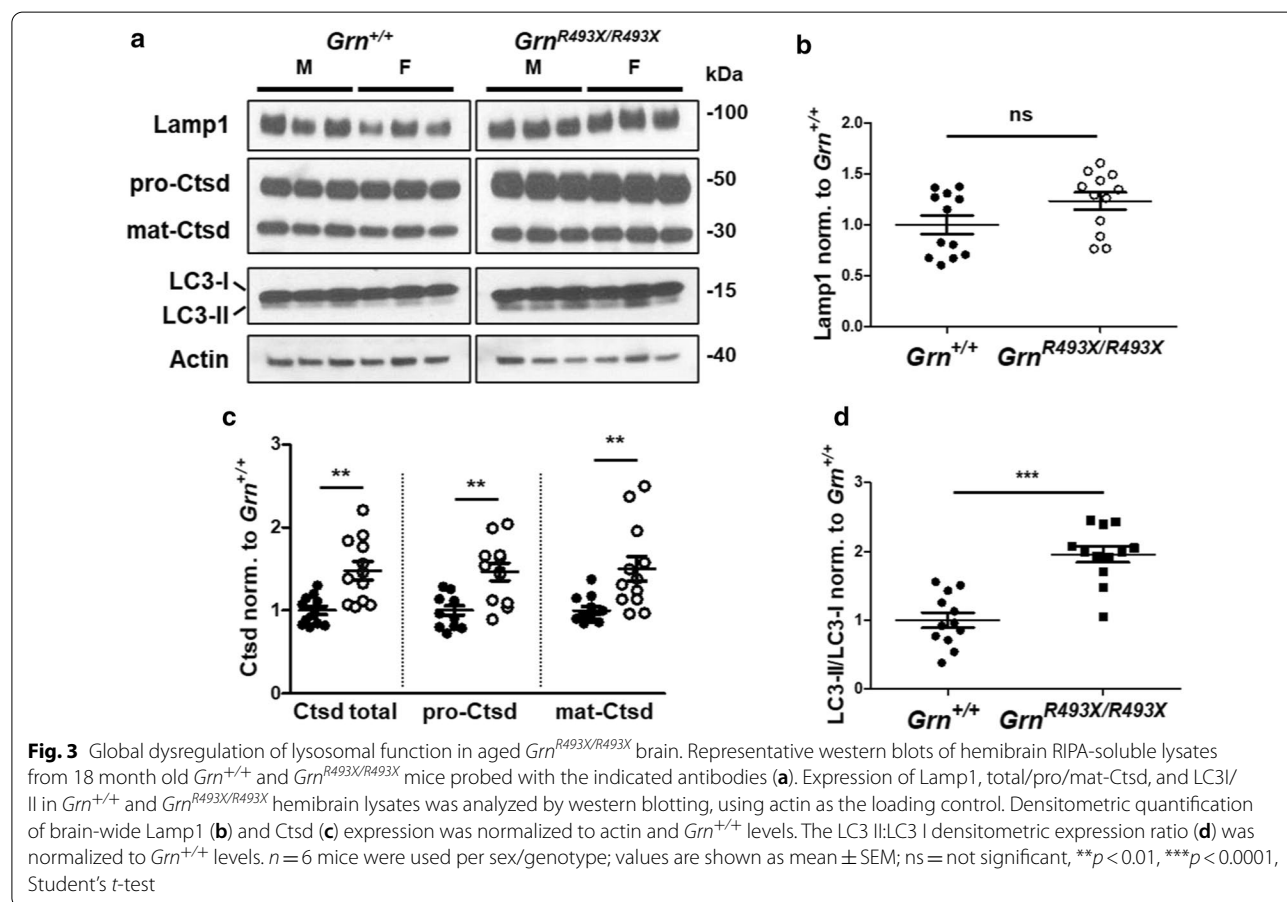 a
Grn+/+ GrnR493X/R493X
M F M F kDa
Lamp1 -100
pro-Ctsd -50
mat-Ctsd -30
LC3-I -15
LC3-II
Actin -40
b
Lamp1 norm. to Grn+/+
ns
2.0
1.5
1.0
0.5
0.0
Grn+/+ GrnR493X/R493X
c
Ctsd norm. to Grn+/+
3
2
1
0
** ** **
Ctsd total pro-Ctsd mat-Ctsd
d
LC3-II/LC3-I norm. to Grn+/+
***
3
2
1
0
Grn+/+ GrnR493X/R493X
Fig. 3 Global dysregulation of lysosomal function in aged GrnR493X/R493X brain. Representative western blots of hemibrain RIPA-soluble lysates
from 18 month old Grn+/+ and GrnR493X/R493X mice probed with the indicated antibodies (a). Expression of Lamp1, total/pro/mat-Ctsd, and LC3I/
II in Grn+/+ and GrnR493X/R493X hemibrain lysates was analyzed by western blotting, using actin as the loading control. Densitometric quantification
of brain-wide Lamp1 (b) and Ctsd (c) expression was normalized to actin and Grn+/+ levels. The LC3 II:LC3 I densitometric expression ratio (d) was
normalized to Grn+/+ levels. n = 6 mice were used per sex/genotype; values are shown as mean ± SEM; ns = not significant, **p < 0.01, ***p < 0.0001,
Student's t-test